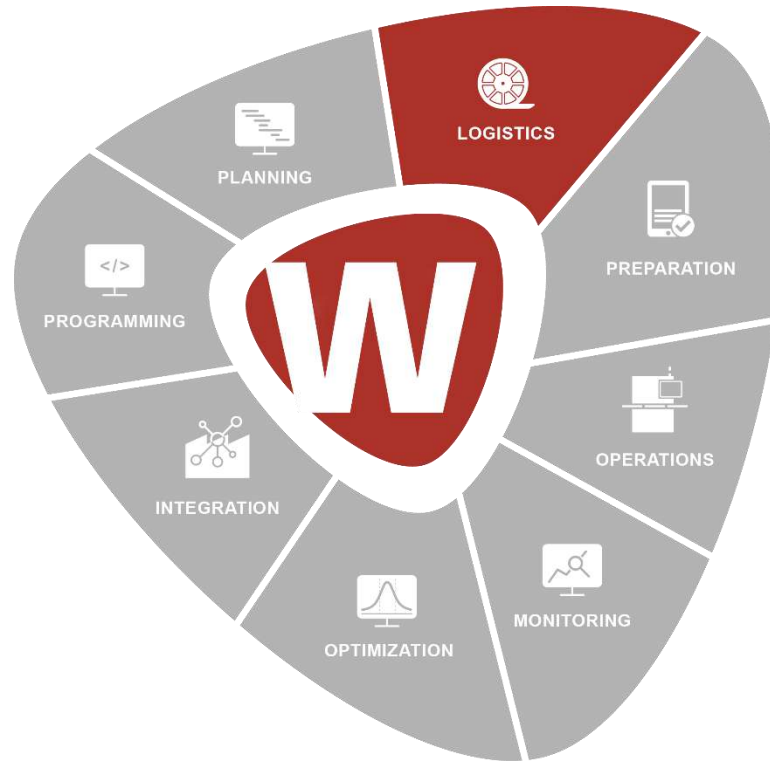 LOGISTICS
PLANNING
PREPARATION
</>
PROGRAMMING
W
OPERATIONS
INTEGRATION
MONITORING
OPTIMIZATION